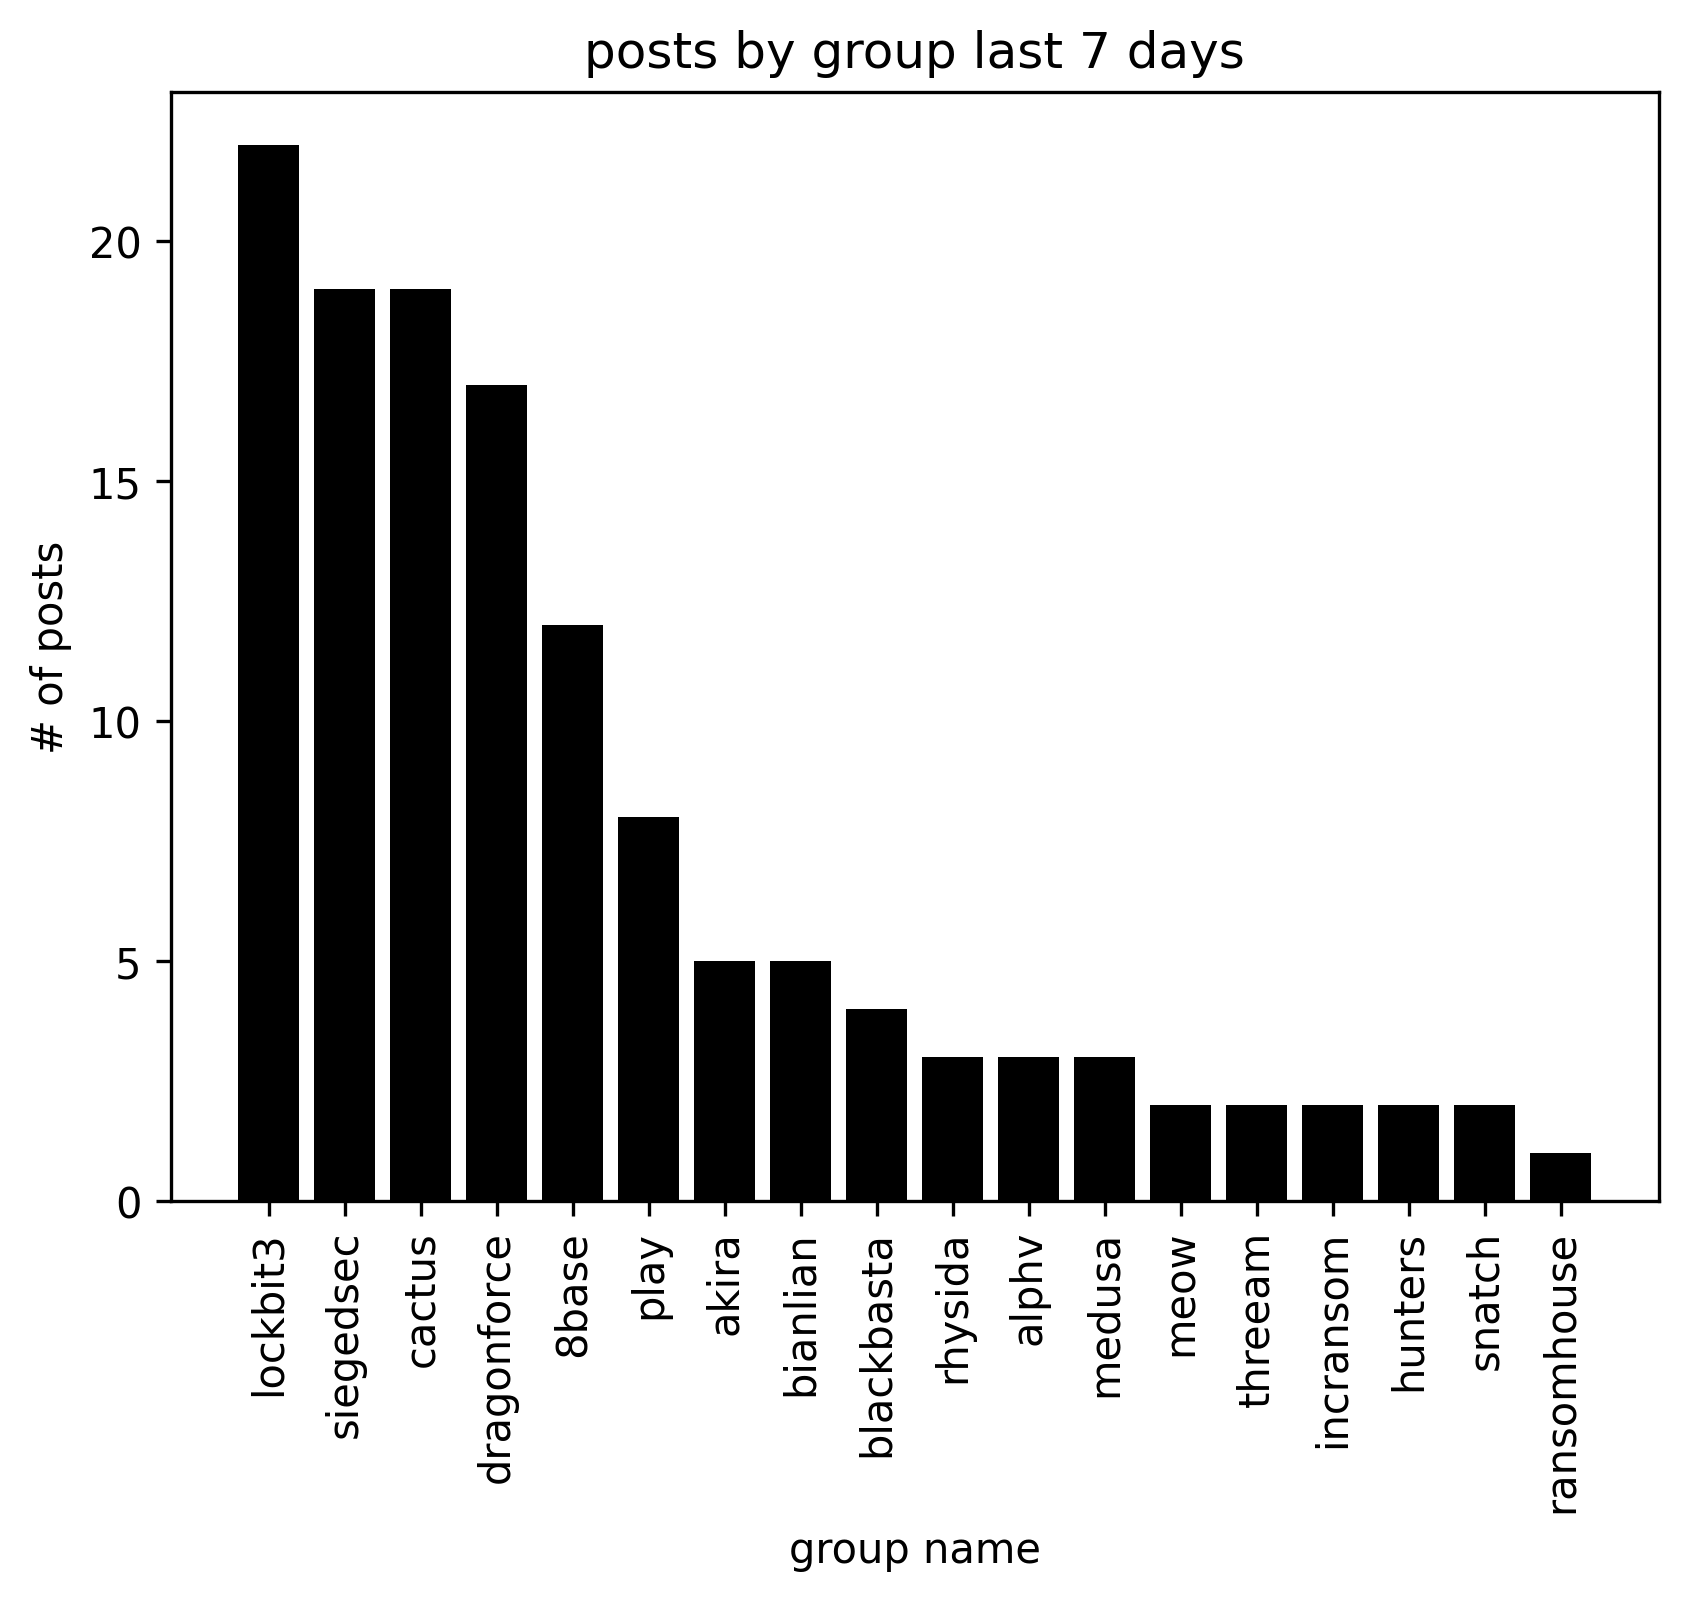 posts by group last 7 days
# of posts
20
15
10
5
0
lockbit3
siegedsec
cactus
dragonforce
8base
play
akira
bianlian
blackbasta
rhysida
alphv
medusa
meow
threeam
incransom
hunters
snatch
ransomhouse
group name